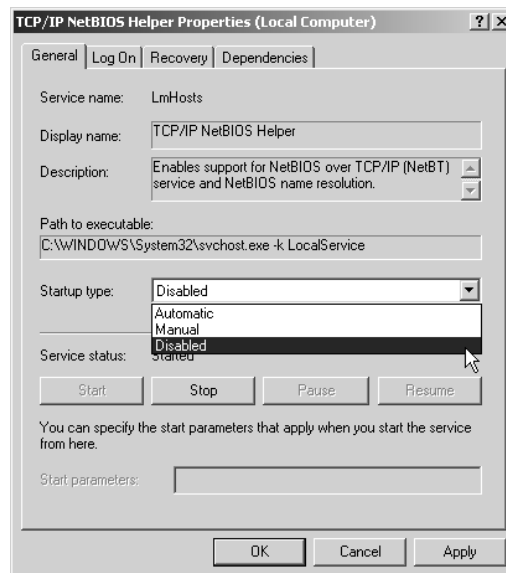 TCP/IP NetBIOS Helper Properties (Local Computer)
General Log On Recovery Dependencies
Service name: LmHosts
Display name: TCP/IP NetBIOS Helper
Description: Enables support for NetBIOS over TCP/IP (NetBT)
service and NetBIOS name resolution.
Path to executable:
C:\WINDOWS\System32\svchost.exe -k LocalService
Startup type: Disabled
Automatic
Manual
Disabled
Service status: Started
Start Stop Pause Resume
You can specify the start parameters that apply when you start the service
from here.
Start parameters:
OK Cancel Apply